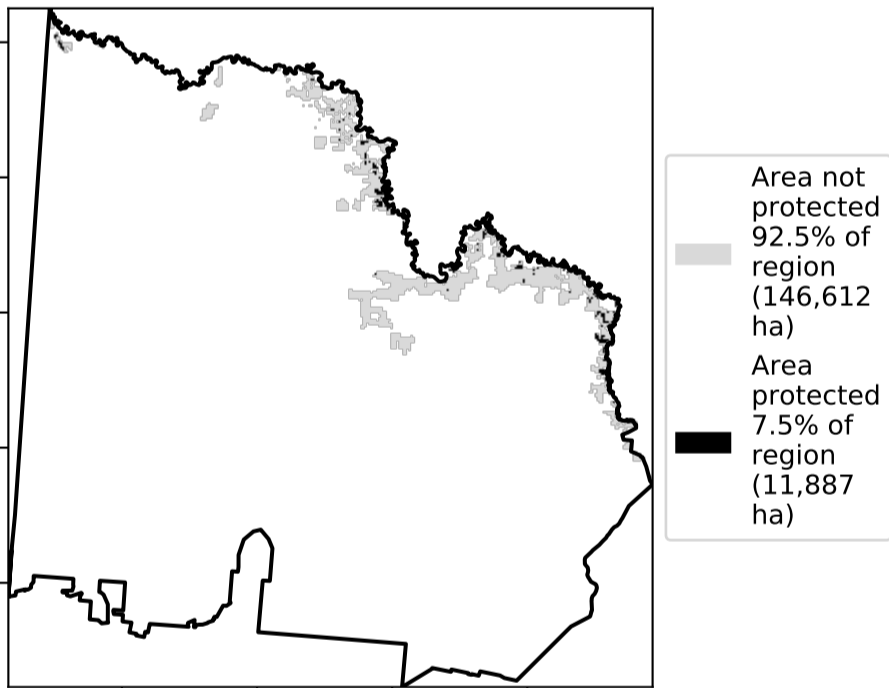 Area not
protected
92.5% of
region
(146,612
ha)
Area
protected
7.5% of
region
(11,887
ha)